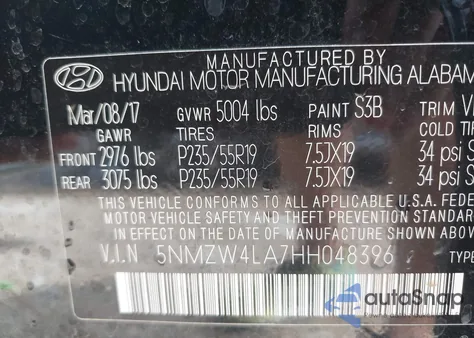 MANUFACTURED BY
HYUNDAI MOTOR MANUFACTURING ALABAM
Mar/08/17 GVWR 5004 lbs PAINT S3B TRIM
GAWR TIRES RIMS COLD TI
FRONT 2976 lbs P235/55R19 7.5JX19 34 psi
REAR 3075 lbs P235/55R19 7.5JX19 34 psi
THIS VEHICLE CONFORMS TO ALL APPLICABLE U.S.A. FEDE
MOTOR VEHICLE SAFETY AND THEFT PREVENTION STAN
IN EFFECT ON THE DATE OF MANUFACTURE SHOWN AB
V.I.N 5NMZW4LA7HH048396 TYPE
autoSnap